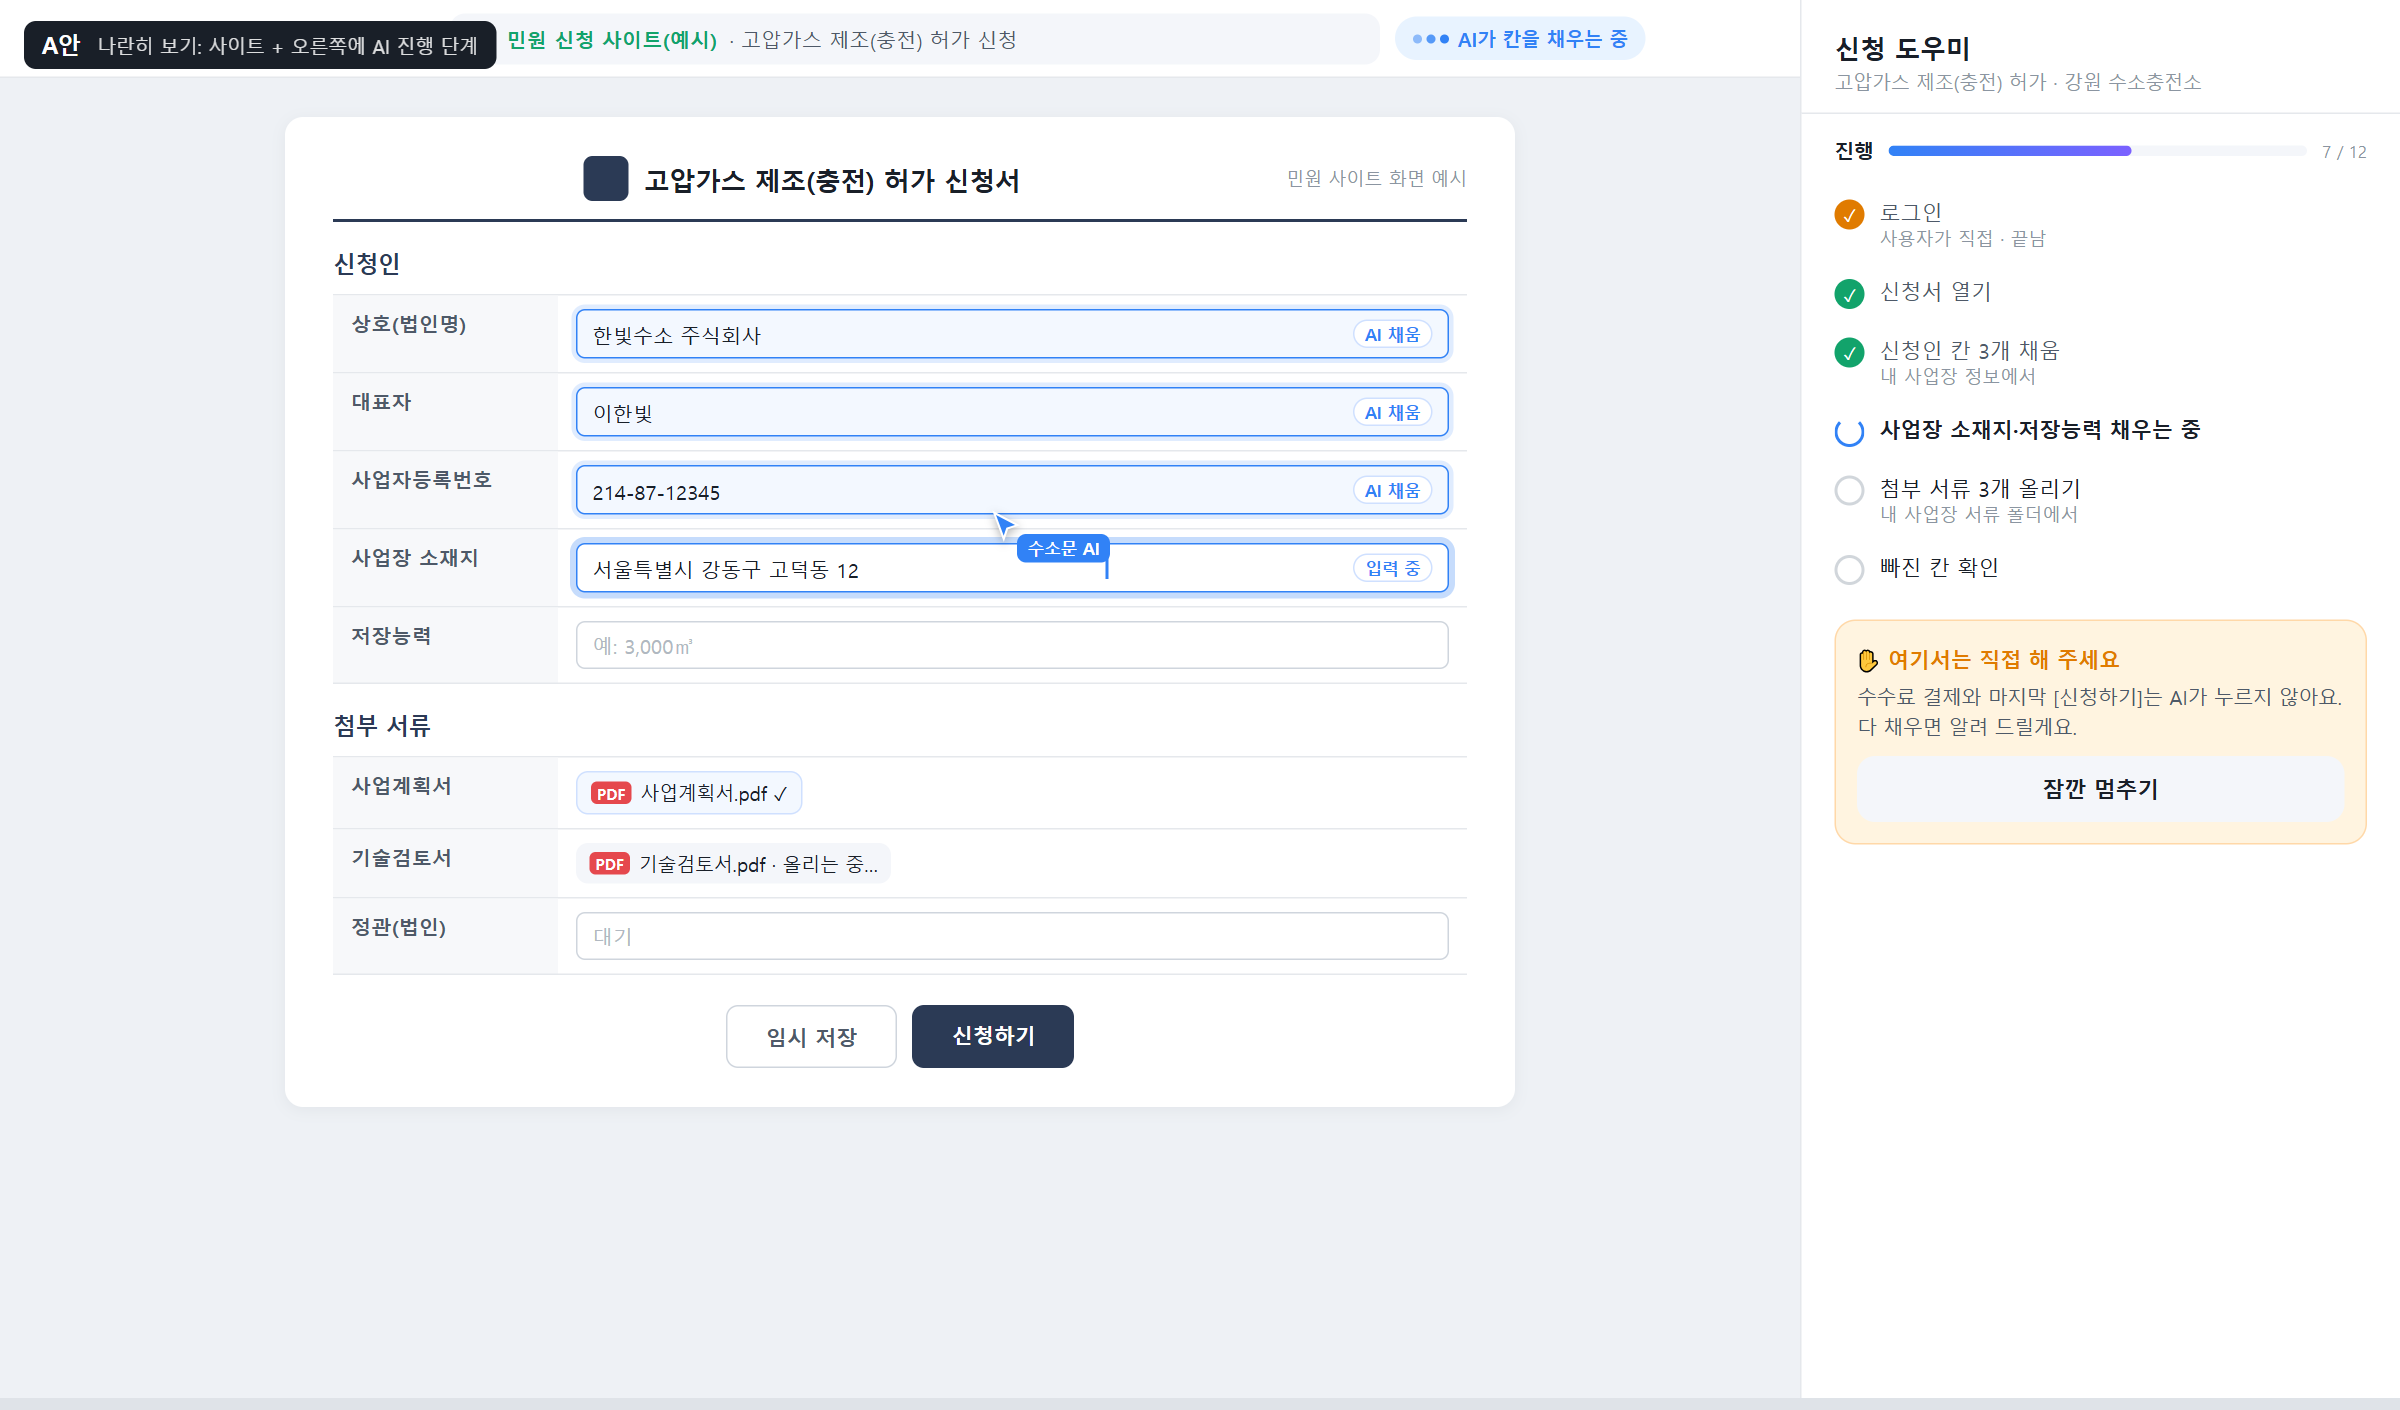 A안 나란히 보기: 사이트 + 오른쪽에 AI 진행 단계
민원 신청 사이트(예시) · 고압가스 제조(충전) 허가 신청
AI가 칸을 채우는 중
고압가스 제조(충전) 허가 신청서
민원 사이트 화면 예시
신청인
상호(법인명)
한빛수소 주식회사
AI 채움
대표자
이한빛
AI 채움
사업자등록번호
214-87-12345
AI 채움
수소문 AI
사업장 소재지
서울특별시 강동구 고덕동 12
입력 중
저장능력
예: 3,000㎥
첨부 서류
사업계획서
PDF 사업계획서.pdf ✓
기술검토서
PDF 기술검토서.pdf · 올리는 중...
정관(법인)
대기
임시 저장
신청하기
신청 도우미
고압가스 제조(충전) 허가 · 강원 수소충전소
진행
7 / 12
✓ 로그인
사용자가 직접 · 끝남
✓ 신청서 열기
✓ 신청인 칸 3개 채움
내 사업장 정보에서
사업장 소재지·저장능력 채우는 중
첨부 서류 3개 올리기
내 사업장 서류 폴더에서
빠진 칸 확인
✋ 여기서는 직접 해 주세요
수수료 결제와 마지막 [신청하기]는 AI가 누르지 않아요.
다 채우면 알려 드릴게요.
잠깐 멈추기